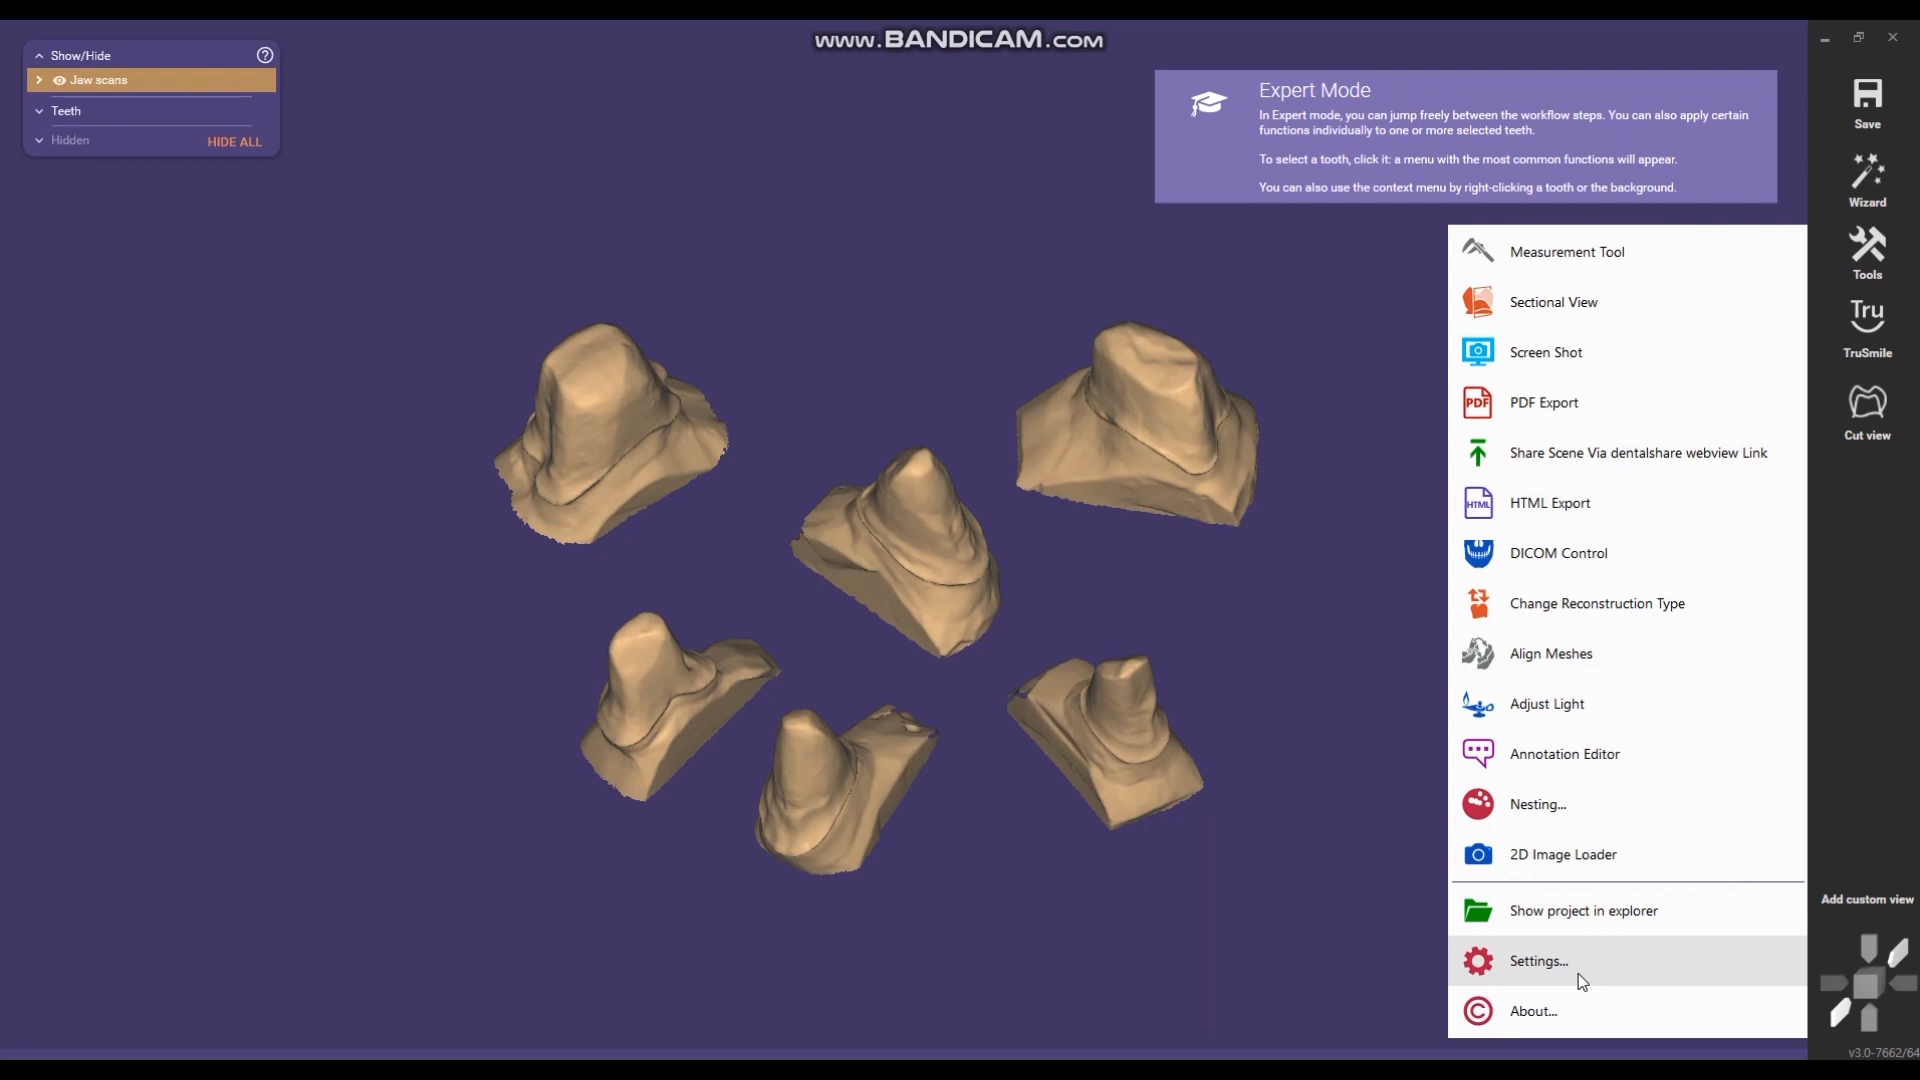 www.BANDICAM.com
Show/Hide
Jaw scans
Teeth
Hidden HIDE ALL
Expert Mode
In Expert mode, you can jump freely between the workflow steps. You can also apply certain
functions individually to one or more selected teeth.
To select a tooth, click it: a menu with the most common functions will appear.
You can also use the context menu by right-clicking a tooth or the background.
Measurement Tool
Sectional View
Screen Shot
PDF PDF Export
Share Scene Via dentalshare webview Link
HTML HTML Export
DICOM Control
Change Reconstruction Type
Align Meshes
Adjust Light
Annotation Editor
Nesting...
2D Image Loader
Show project in explorer
Settings...
About...
Save
Wizard
Tools
Tru
TruSmile
Cut view
Add custom view
v3.0-7662/64